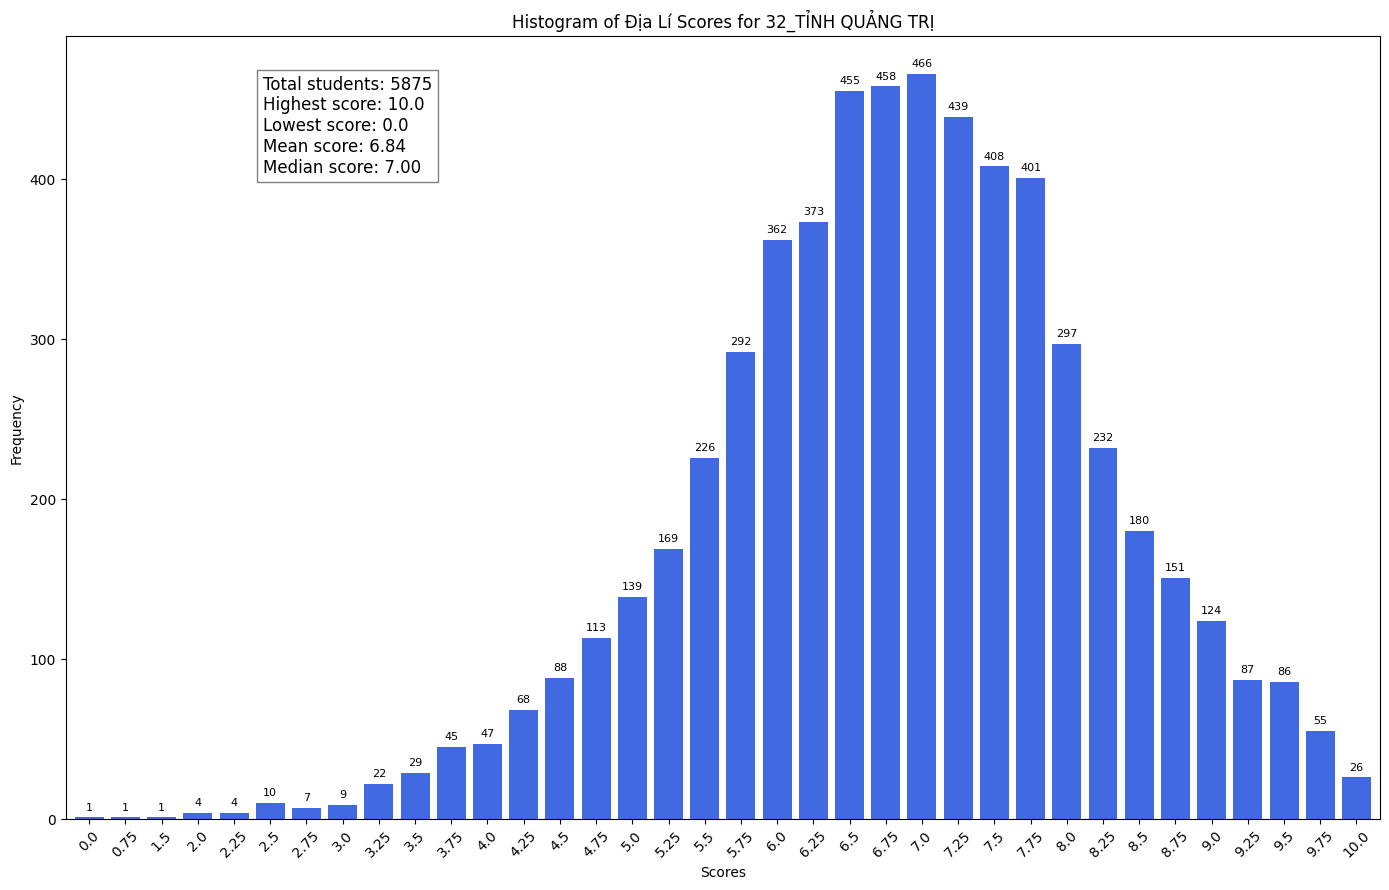 Histogram of Địa Lí Scores for 32_TỈNH QUẢNG TRỊ
Total students: 5875
Highest score: 10.0
Lowest score: 0.0
Mean score: 6.84
Median score: 7.00
Frequency
400
300
200
100
0
1 1 1 4 4 10 7 9 22 29 45 47 68 88 113 139 169 226 292 362 373 455 458 466 439 408 401 297 232 180 151 124 87 86 55 26
0.0 0.75 1.5 2.0 2.25 2.5 2.75 3.0 3.25 3.5 3.75 4.0 4.25 4.5 4.75 5.0 5.25 5.5 5.75 6.0 6.25 6.5 6.75 7.0 7.25 7.5 7.75 8.0 8.25 8.5 8.75 9.0 9.25 9.5 9.75 10.0
Scores